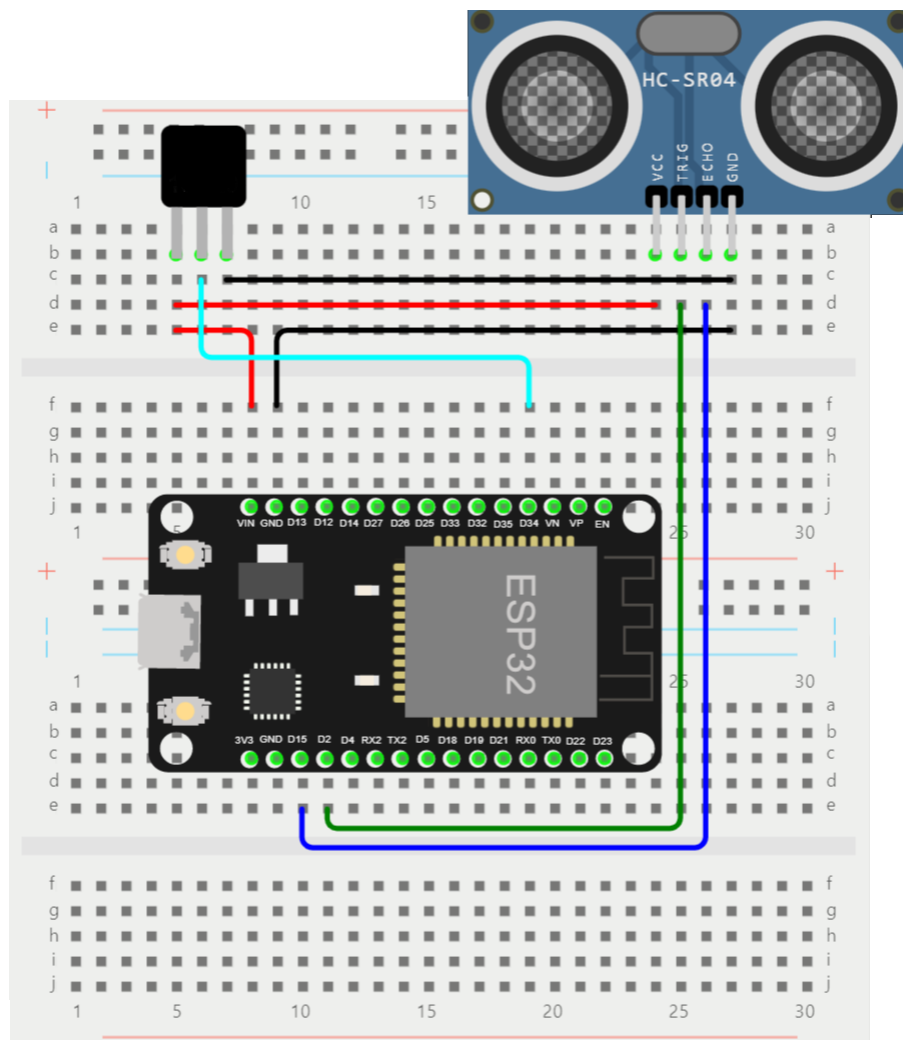 HC-SR04
VCC TRIG ECHO GND
+
1 10 15
a a
b b
c c
d d
e e
f f
g g
h h
i i
j j
VIN GND D13 D12 D14 D27 D26 D25 D33 D32 D35 D34 VN VP EN
1 5 25 30
+ +
ESP32
1 25 30
3V3 GND D15 D2 D4 RX2 TX2 D5 D18 D19 D21 RX0 TX0 D22 D23
a a
b b
c c
d d
e e
f f
g g
h h
i i
j j
1 5 10 15 20 25 30